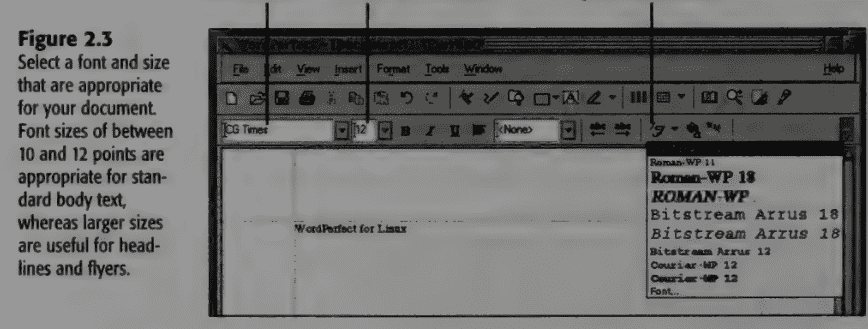 Figure 2.3
Select a font and size
that are appropriate
for your document.
Font sizes of between
10 and 12 points are
appropriate for stan-
dard body text,
whereas larger sizes
are useful for head-
lines and flyers.
File Edit View Insert Format Tools Window Help
CG Times 12 B I U <None> abc abc
Roman-WP 11
Roman-WP 18
ROMAN-WP
Bitstream Arrus 18
Bitstream Arrus 18
Bitstream Arrus 12
Courier-WP 12
Courier-WP 12
Font...
WordPerfect for Linux